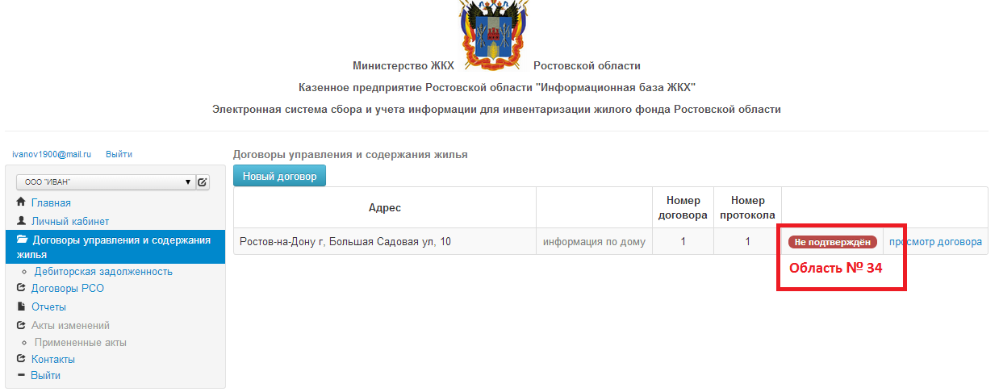 Министерство ЖКХ Ростовской области
Казенное предприятие Ростовской области "Информационная база ЖКХ"
Электронная система сбора и учета информации для инвентаризации жилого фонда Ростовской области
ivanov1900@mail.ru Выйти
ООО "ИВАН"
Главная
Личный кабинет
Договоры управления и содержания
жилья
Дебиторская задолженность
Договоры РСО
Отчеты
Акты изменений
Примененные акты
Контакты
Выйти
Договоры управления и содержания жилья
Новый договор
Адрес Номер договора Номер протокола
Ростов-на-Дону г, Большая Садовая ул, 10 информация по дому 1 1 Не подтверждён просмотр договора
Область № 34